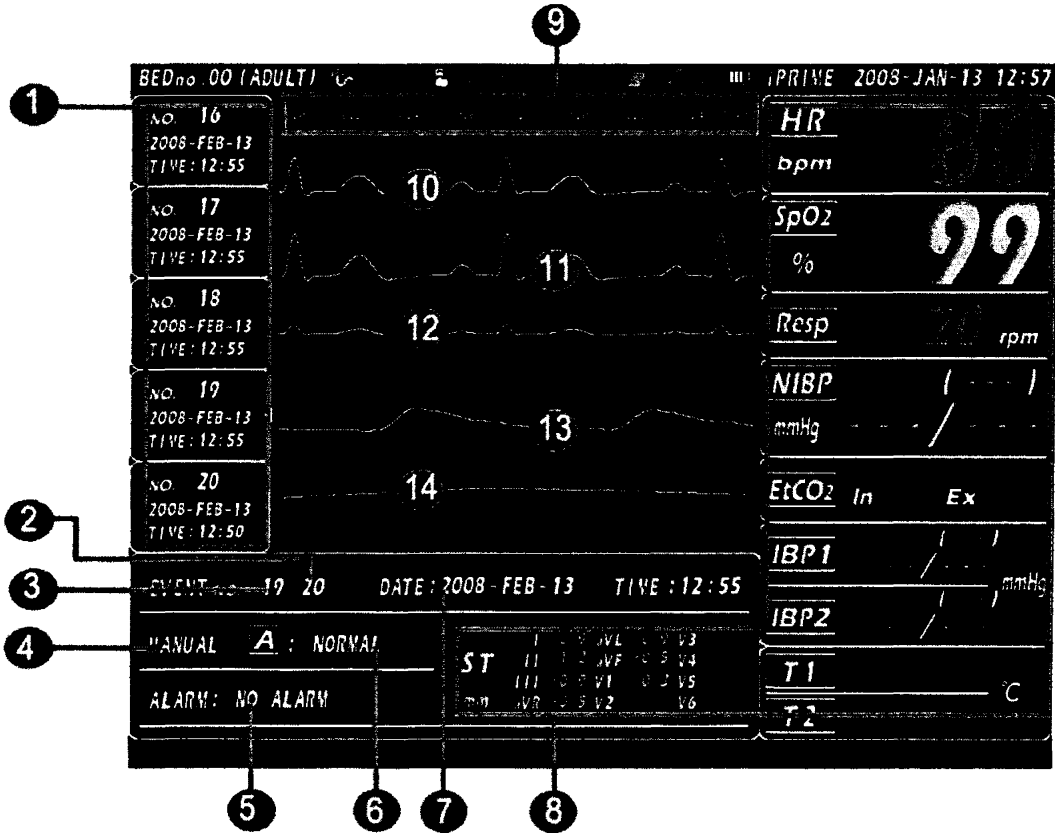 9
BEDno.00 (ADULT)
iPRIME 2008-JAN-13 12:57
1
NO. 16
2008-FEB-13
TIME:12:55
NO. 17
2008-FEB-13
TIME:12:55
NO. 18
2008-FEB-13
TIME:12:55
NO. 19
2008-FEB-13
TIME:12:55
NO. 20
2008-FEB-13
TIME:12:50
10
11
12
13
14
HR 80
bpm
SpO2 99
%
Resp 20 rpm
NIBP ( --- )
mmHg --- / ---
EtCO2 In Ex
IBP1 ( )
/
mmHg
IBP2 ( )
/
T1
°C
T2
2
3
EVENT no. 19 20 DATE:2008-FEB-13 TIME:12:55
4
MANUAL A : NORMAL
ALARM: NO ALARM
ST
mm
I aVL V3
II aVF V4
III V1 V5
aVR V2 V6
5
6
7
8